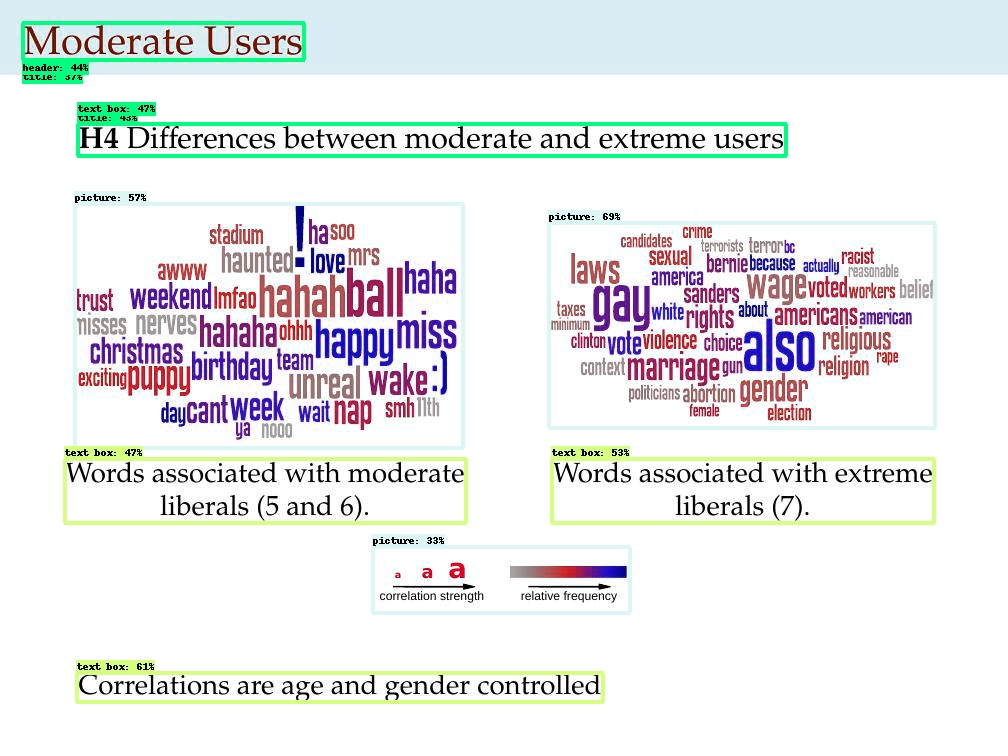 Moderate Users
header: 44%
title: 37%
text box: 47%
title: 43%
H4 Differences between moderate and extreme users
picture: 57%
! ha soo
stadium
haunted love mrs
awww
haha
trust weekend lmfao hahah ball
misses nerves hahaha ohhh happy miss
christmas birthday team
exciting puppy unreal wake :)
day cant week wait nap smh 11th
ya nooo
picture: 69%
crime
candidates sexual terrorists terror bc
laws america bernie because actually racist
reasonable
gay sanders wage voted workers belief
taxes white rights about americans american
minimum
clinton vote violence choice also religious
context marriage gun religion rape
politicians abortion gender
female election
text box: 47%
Words associated with moderate
liberals (5 and 6).
text box: 53%
Words associated with extreme
liberals (7).
picture: 33%
a a a
correlation strength relative frequency
text box: 61%
Correlations are age and gender controlled